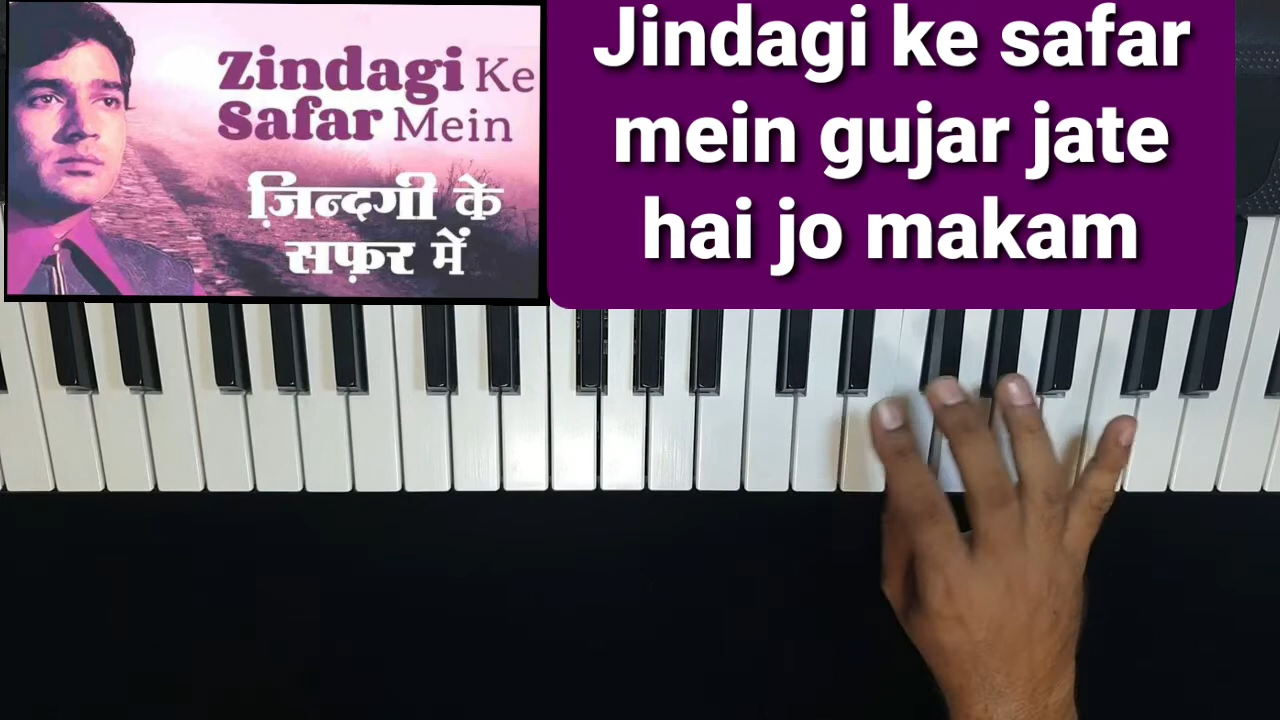 Zindagi Ke
Safar Mein
ज़िन्दगी के
सफ़र में
Jindagi ke safar
mein gujar jate
hai jo makam